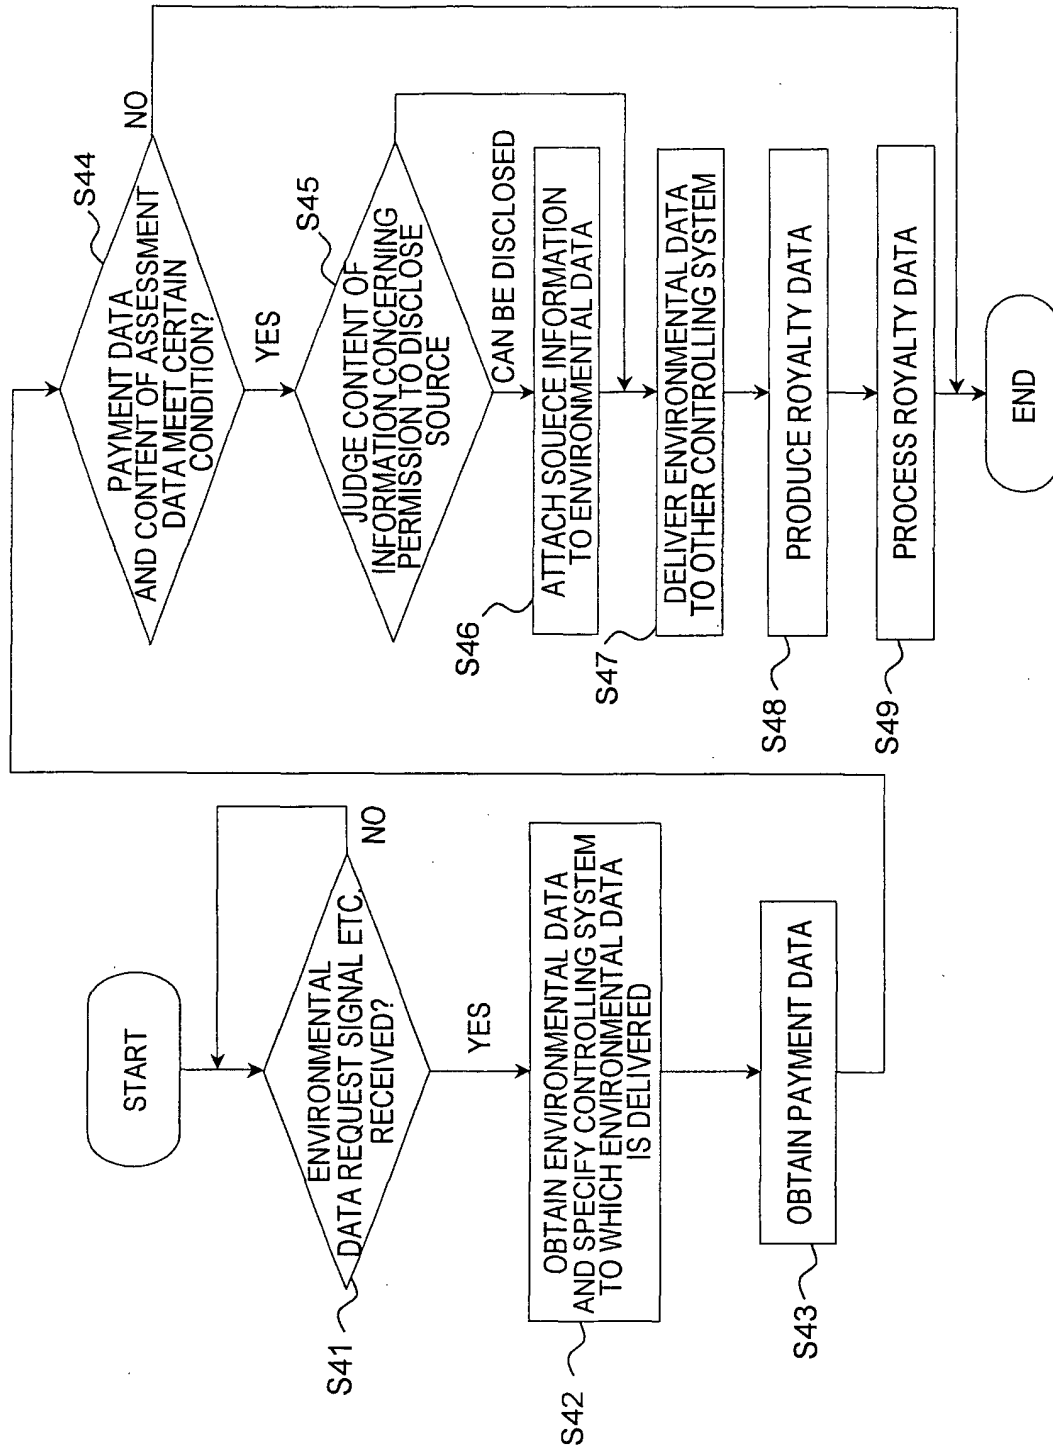 START
ENVIRONMENTAL
DATA REQUEST SIGNAL ETC.
RECEIVED?
S41
NO
YES
OBTAIN ENVIRONMENTAL DATA
AND SPECIFY CONTROLLING SYSTEM
TO WHICH ENVIRONMENTAL DATA
IS DELIVERED
S42
OBTAIN PAYMENT DATA
S43
PAYMENT DATA
AND CONTENT OF ASSESSMENT
DATA MEET CERTAIN
CONDITION?
S44
NO
YES
JUDGE CONTENT OF
INFORMATION CONCERNING
PERMISSION TO DISCLOSE
SOURCE
S45
CAN BE DISCLOSED
ATTACH SOUECE INFORMATION
TO ENVIRONMENTAL DATA
S46
DELIVER ENVIRONMENTAL DATA
TO OTHER CONTROLLING SYSTEM
S47
PRODUCE ROYALTY DATA
S48
PROCESS ROYALTY DATA
S49
END